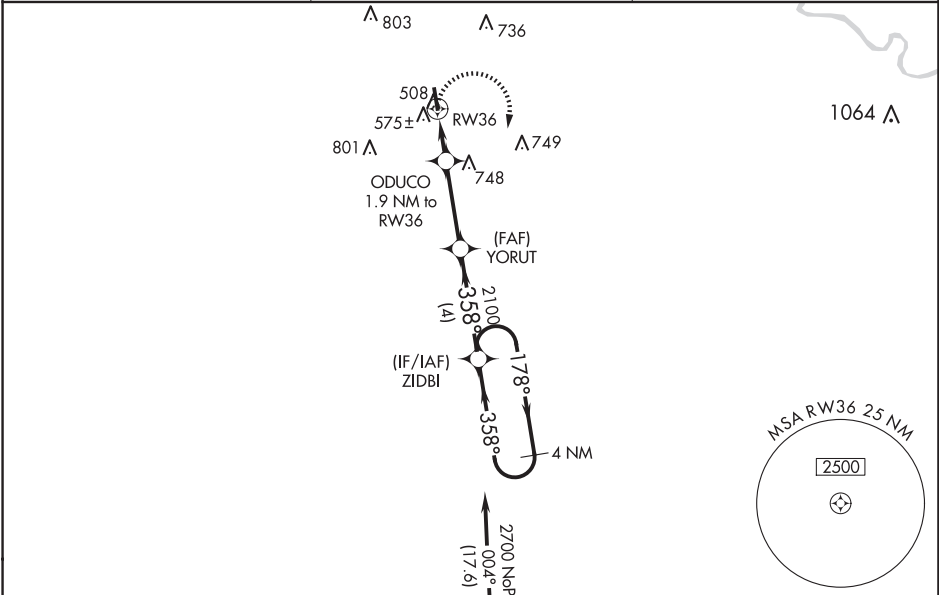 803
736
508
575±
RW36
1064
801
749
748
ODUCO
1.9 NM to
RW36
(FAF)
YORUT
2100
358°
(4)
(IF/IAF)
ZIDBI
178°
358°
4 NM
MSA RW36 25 NM
2500
2700 NoP
004°
(17.6)